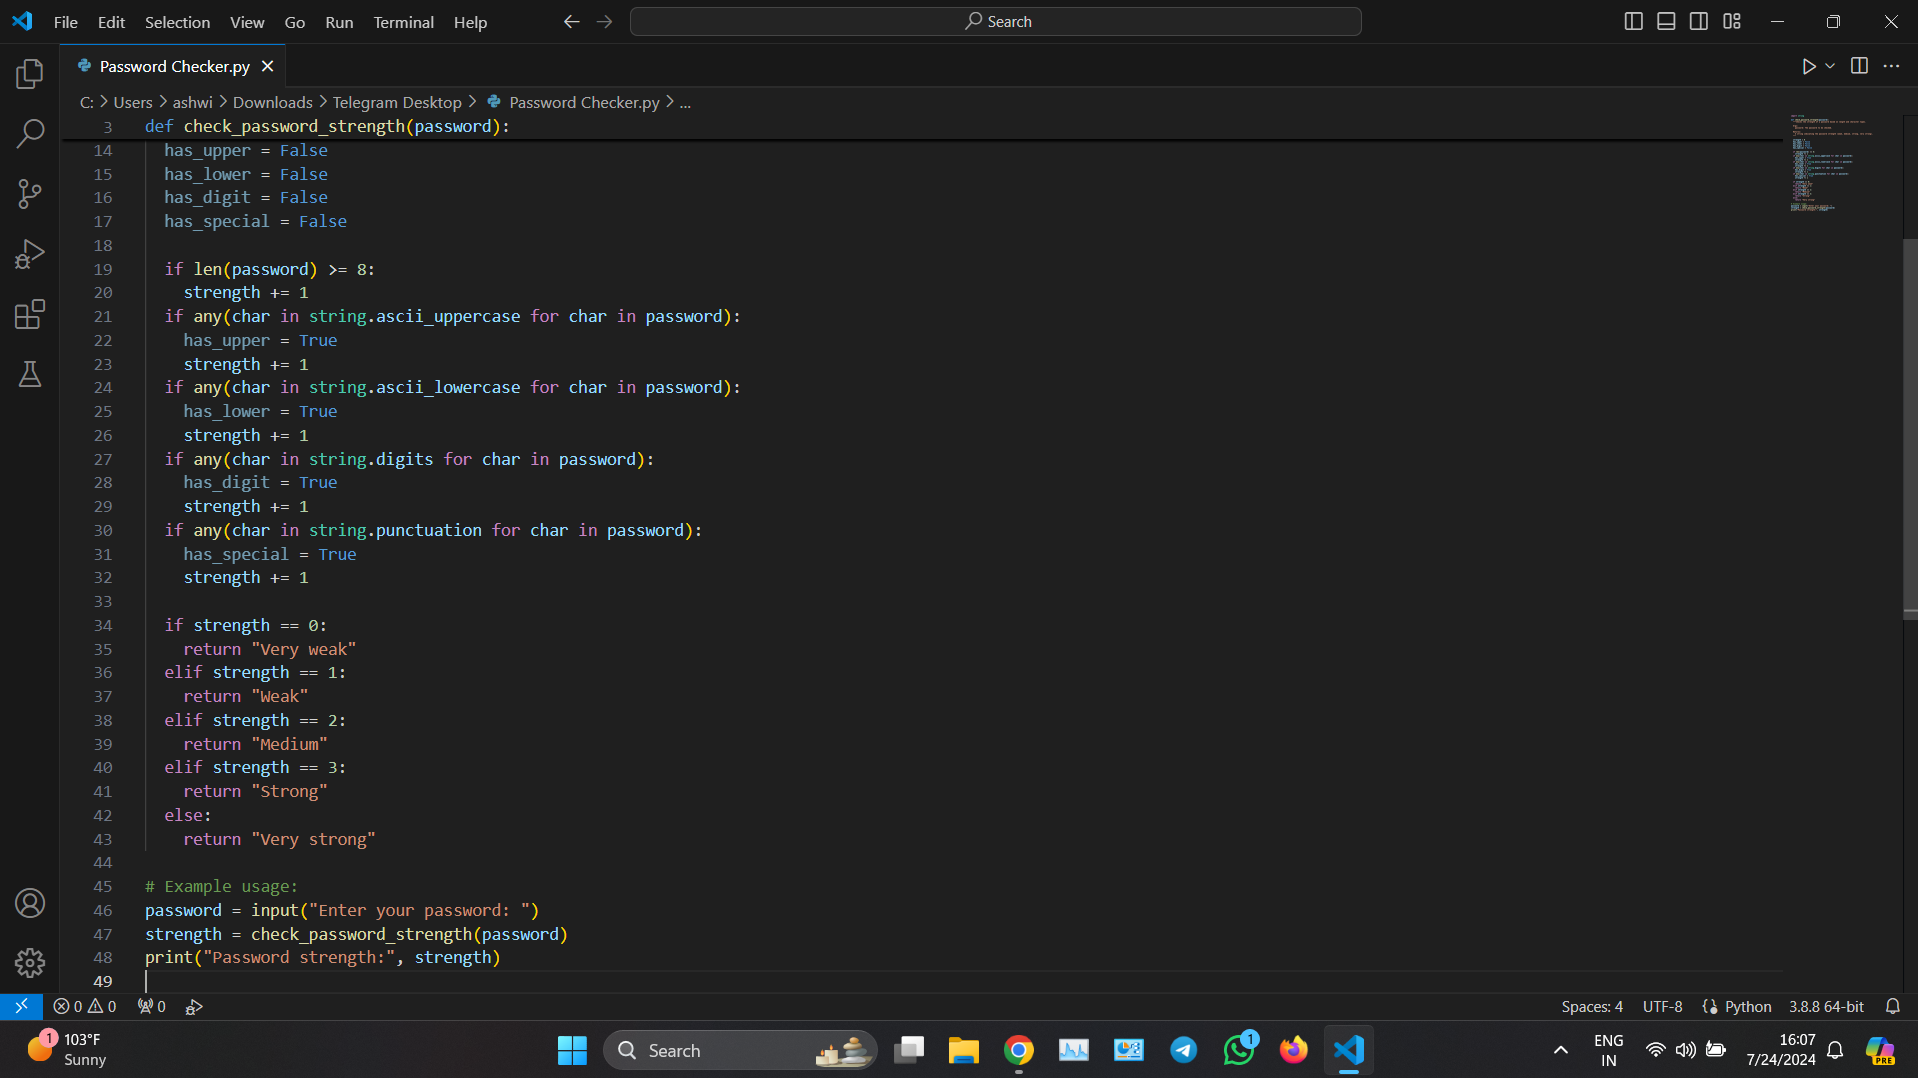 File Edit Selection View Go Run Terminal Help Search
Password Checker.py
C: > Users > ashwi > Downloads > Telegram Desktop > Password Checker.py > ...
3 def check_password_strength(password):
14 has_upper = False
15 has_lower = False
16 has_digit = False
17 has_special = False
18
19 if len(password) >= 8:
20 strength += 1
21 if any(char in string.ascii_uppercase for char in password):
22 has_upper = True
23 strength += 1
24 if any(char in string.ascii_lowercase for char in password):
25 has_lower = True
26 strength += 1
27 if any(char in string.digits for char in password):
28 has_digit = True
29 strength += 1
30 if any(char in string.punctuation for char in password):
31 has_special = True
32 strength += 1
33
34 if strength == 0:
35 return "Very weak"
36 elif strength == 1:
37 return "Weak"
38 elif strength == 2:
39 return "Medium"
40 elif strength == 3:
41 return "Strong"
42 else:
43 return "Very strong"
44
45 # Example usage:
46 password = input("Enter your password: ")
47 strength = check_password_strength(password)
48 print("Password strength:", strength)
49
0 0 0 Spaces: 4 UTF-8 Python 3.8.8 64-bit
1 103°F
Sunny
Search
1
ENG
IN
16:07
7/24/2024
PRE